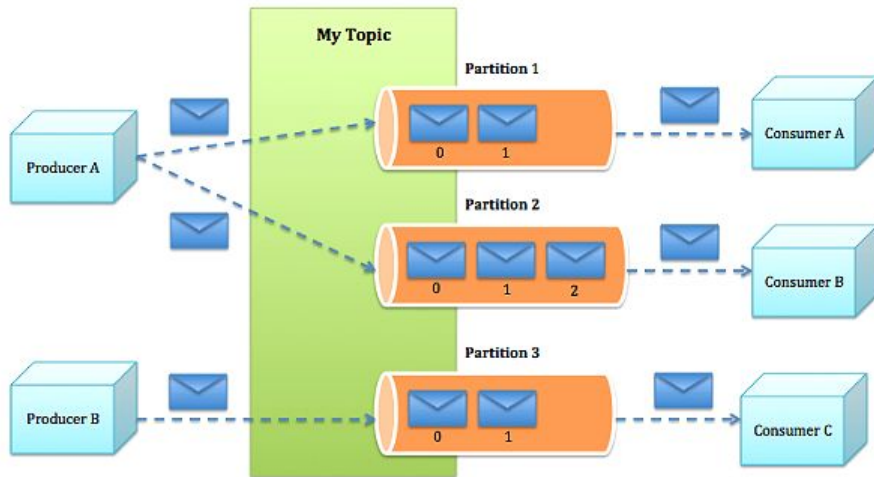 My Topic
Partition 1
Producer A
0 1
Consumer A
Partition 2
0 1 2
Consumer B
Partition 3
Producer B
0 1
Consumer C